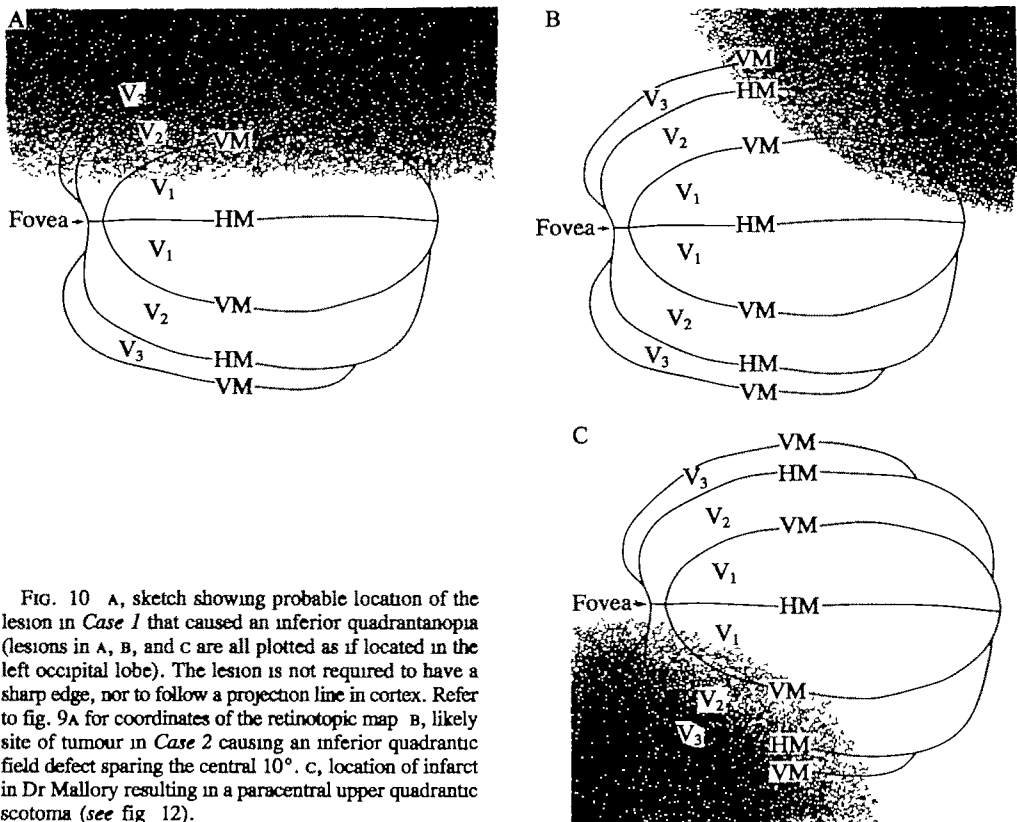 A
V
V2
VM
V1
Fovea
HM
V1
V2
V3
HM
VM
B
VM
V3
HM
V2
VM
V1
Fovea
HM
V1
VM
V2
HM
V3
VM
C
VM
V3
HM
V2
VM
V1
Fovea
HM
V1
VM
V2
V3
HM
VM
FIG. 10 A, sketch showing probable location of the
lesion in Case 1 that caused an inferior quadrantanopia
(lesions in A, B, and C are all plotted as if located in the
left occipital lobe). The lesion is not required to have a
sharp edge, nor to follow a projection line in cortex. Refer
to fig. 9A for coordinates of the retinotopic map B, likely
site of tumour in Case 2 causing an inferior quadrantic
field defect sparing the central 10°. C, location of infarct
in Dr Mallory resulting in a paracentral upper quadrantic
scotoma (see fig 12).